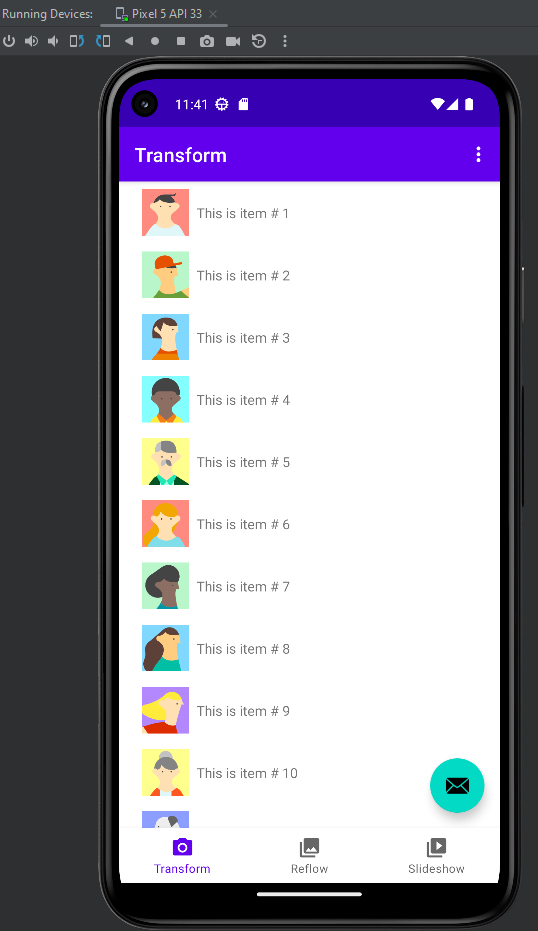 Running Devices: Pixel 5 API 33
11:41
Transform
This is item # 1
This is item # 2
This is item # 3
This is item # 4
This is item # 5
This is item # 6
This is item # 7
This is item # 8
This is item # 9
This is item # 10
Transform Reflow Slideshow